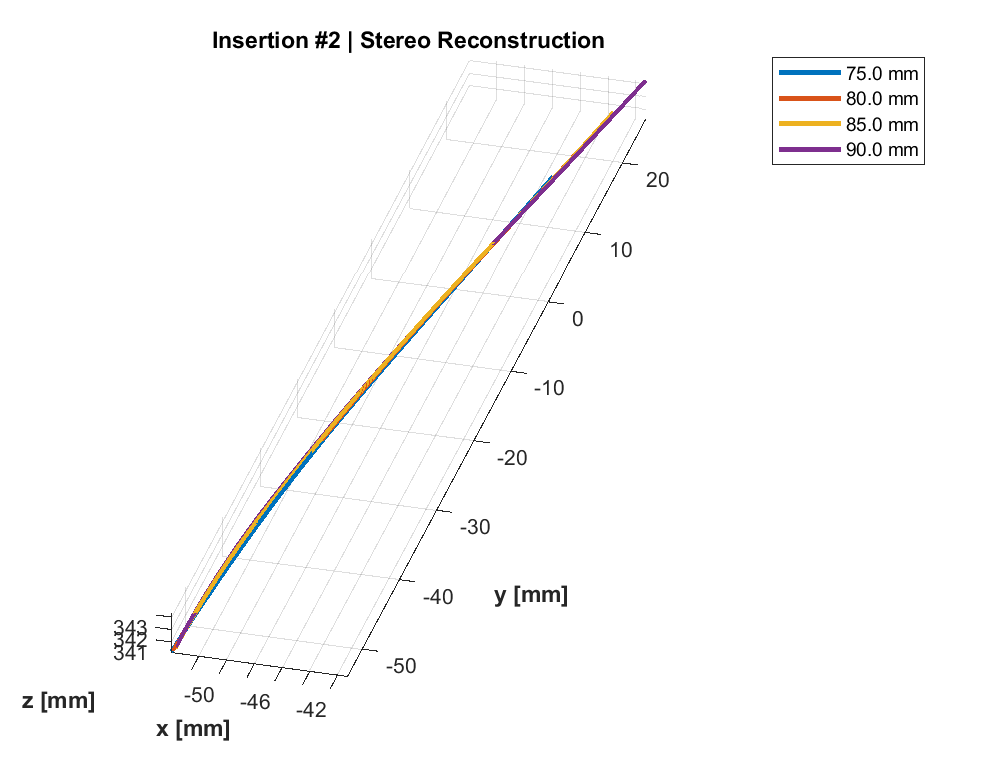 Insertion #2 | Stereo Reconstruction
75.0 mm
80.0 mm
85.0 mm
90.0 mm
20
10
0
-10
-20
-30
-40
-50
y [mm]
343
342
341
z [mm]
-50
-46
-42
x [mm]